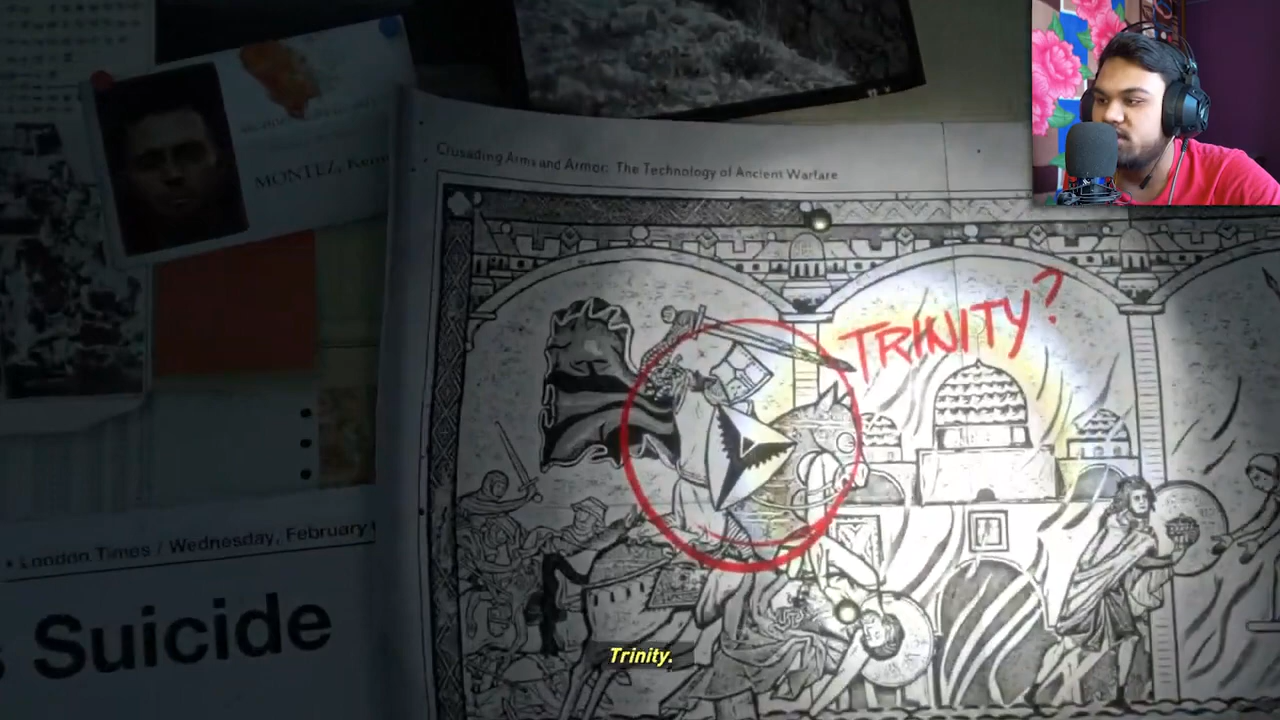 MONTEZ,
Crusading Arms and Armor: The Technology of Ancient Warfare
TRINITY?
• London Times / Wednesday, February
Suicide
Trinity.